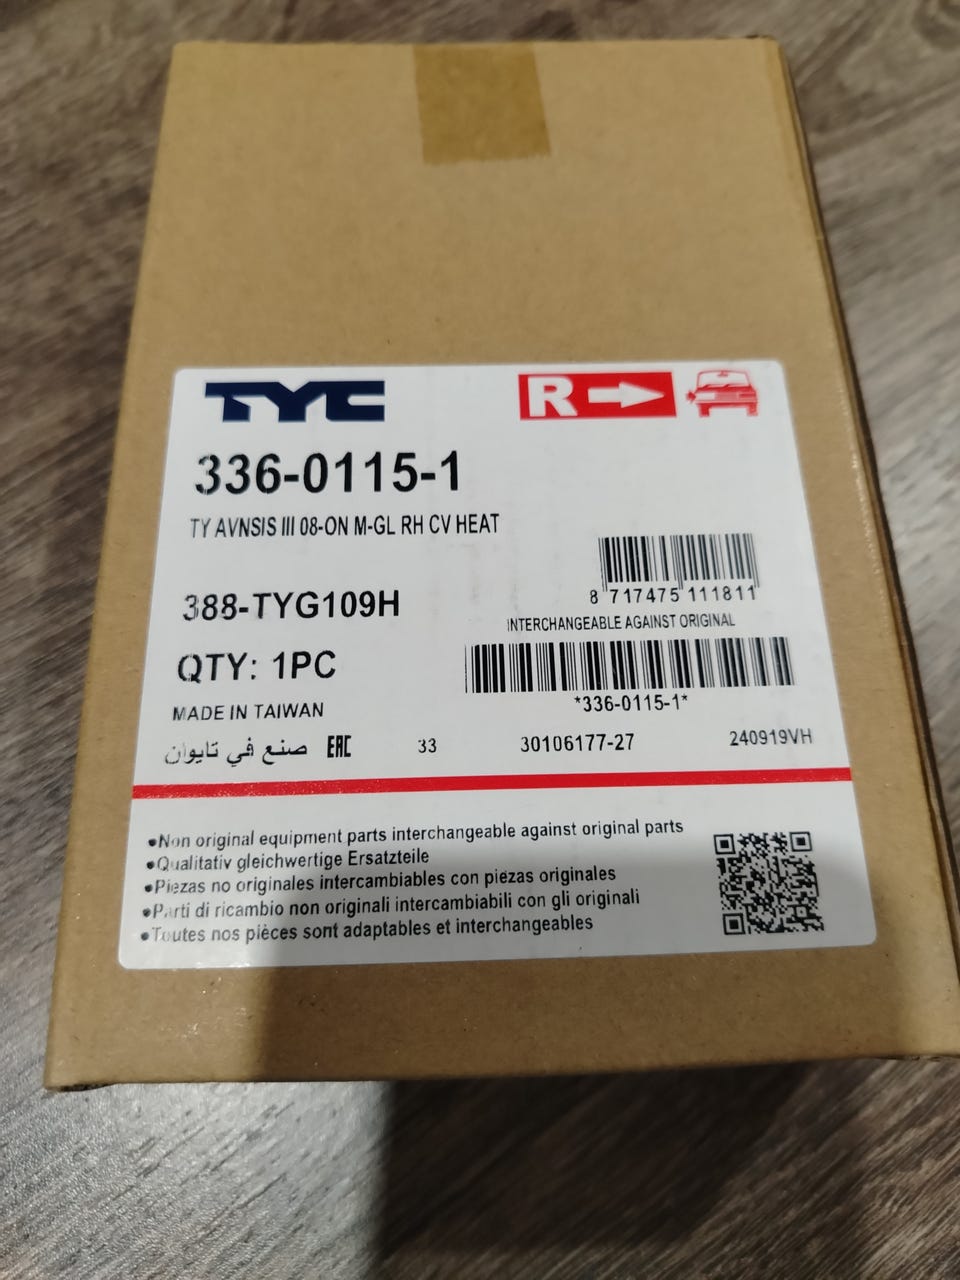 TYC
R
336-0115-1
TY AVNSIS III 08-ON M-GL RH CV HEAT
388-TYG109H
8 717475 111811
INTERCHANGEABLE AGAINST ORIGINAL
QTY: 1PC
*336-0115-1*
MADE IN TAIWAN
صنع في تايوان EAC 33 30106177-27 240919VH
•Non original equipment parts interchangeable against original parts
•Qualitativ gleichwertige Ersatzteile
•Piezas no originales intercambiables con piezas originales
•Parti di ricambio non originali intercambiabili con gli originali
•Toutes nos pièces sont adaptables et interchangeables